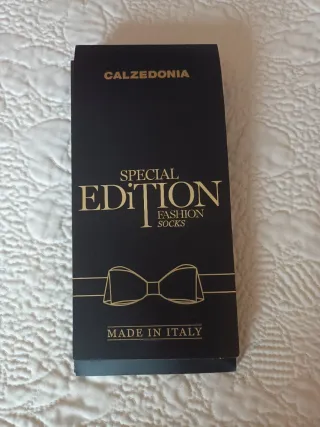 CALZEDONIA
SPECIAL
EDiTION
FASHION
SOCKS
MADE IN ITALY